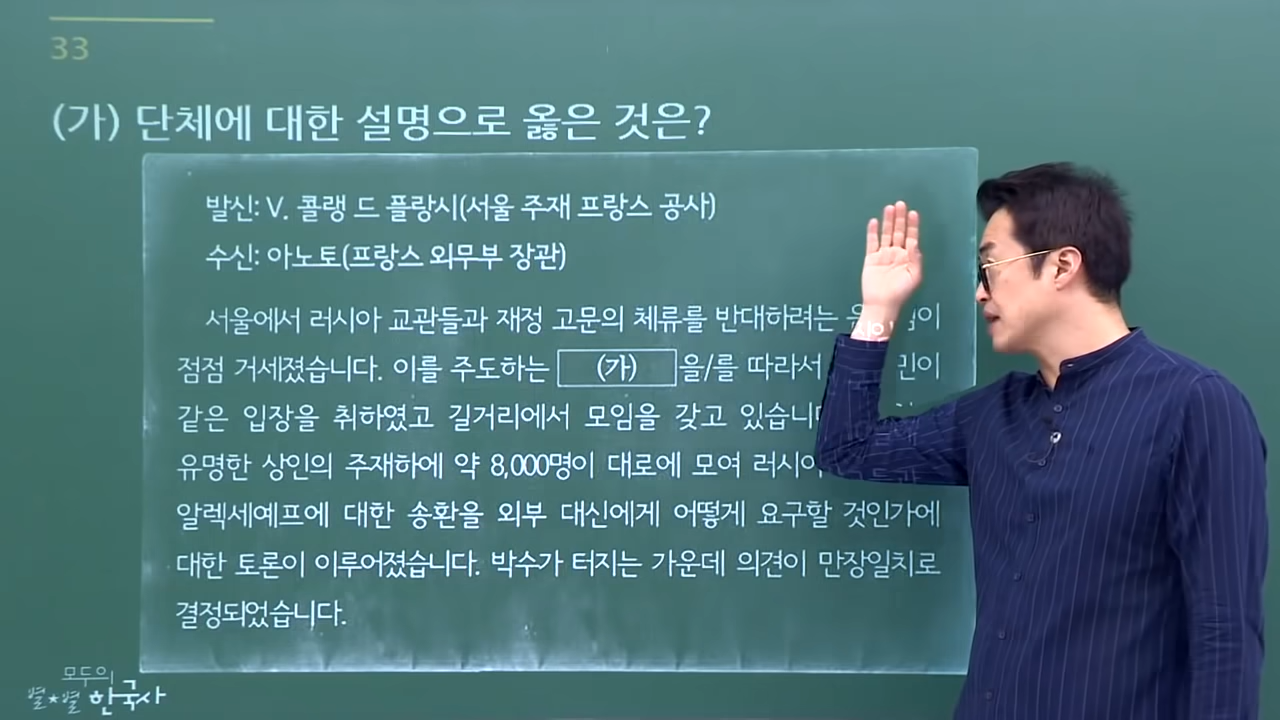 33
(가) 단체에 대한 설명으로 옳은 것은?
발신: V. 콜랭 드 플랑시(서울 주재 프랑스 공사)
수신: 아노토(프랑스 외무부 장관)
서울에서 러시아 교관들과 재정 고문의 체류를 반대하려는
점점 거세졌습니다. 이를 주도하는 (가) 을/를 따라서
같은 입장을 취하였고 길거리에서 모임을 갖고
유명한 상인의 주재하에 약 8,000명이 대로에 모여
알렉세예프에 대한 송환을 외부 대신에게 어떻게 요구할 것인가에
대한 토론이 이루어졌습니다. 박수가 터지는 가운데 의견이 만장일치로
결정되었습니다.
모두의
별★별 한국사